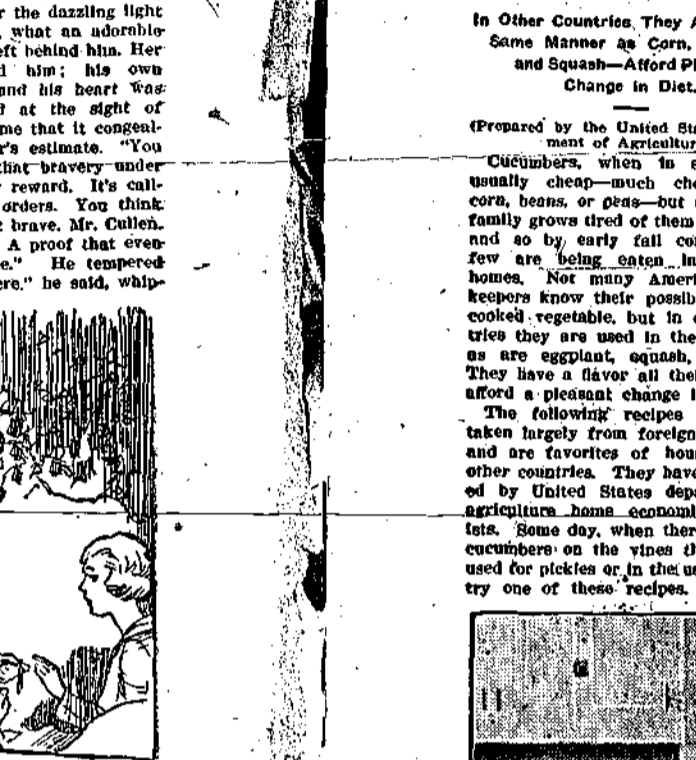 r the dazzling light
, what an adorable
eft behind him. Her
d him; his own
and his heart was
d at the sight of
me that it congeal-
r's estimate. "You
that bravery under
reward. It's call-
orders. You think
t brave, Mr. Cullen.
A proof that even-
e." He tempered
ere." he said, whip-
In Other Countries, They A
Same Manner as Corn,
and Squash—Afford Pl
Change in Diet.
(Prepared by the United Sta
ment of Agricultur
Cucumbers, when in s
usually cheap—much che
corn, beans, or peas—but
family grows tired of them
and so by early fall co
few are being eaten in
homes. Not many Ameri
keepers know their possib
cooked vegetable, but in
tries they are used in the
as are eggplant, squash,
They have a flavor all thei
afford a pleasant change i
The following recipes
taken largely from foreign
and are favorites of hou
other countries. They have
ed by United States depa
agriculture home economi
ists. Some day, when ther
cucumbers on the vines th
used for pickles or in the us
try one of these recipes.